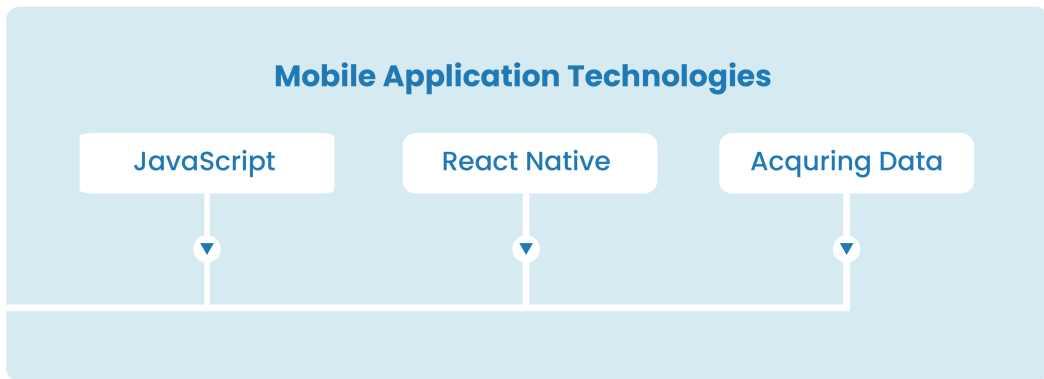 Mobile Application Technologies
JavaScript
React Native
Acquring Data